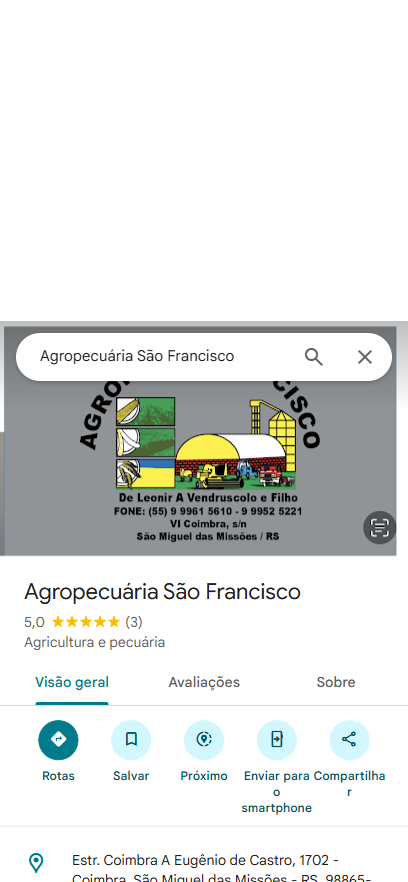 Agropecuária São Francisco
CISCO
De Leonir A Vendruscolo e Filho
FONE: (55) 9 9961 5610 - 9 9952 5221
VI Coimbra, s/n
São Miguel das Missões / RS
Agropecuária São Francisco
5,0 (3)
Agricultura e pecuária
Visão geral Avaliações Sobre
Rotas Salvar Próximo Enviar para o smartphone Compartilhar
Estr. Coimbra A Eugênio de Castro, 1702 -
Coimbra, São Miguel das Missões - RS, 98865-